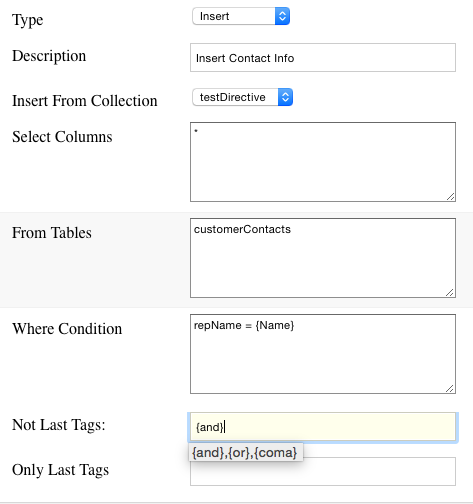 Type Insert
Description Insert Contact Info
Insert From Collection testDirective
Select Columns *
From Tables customerContacts
Where Condition repName = {Name}
Not Last Tags: {and}
{and},{or},{coma}
Only Last Tags